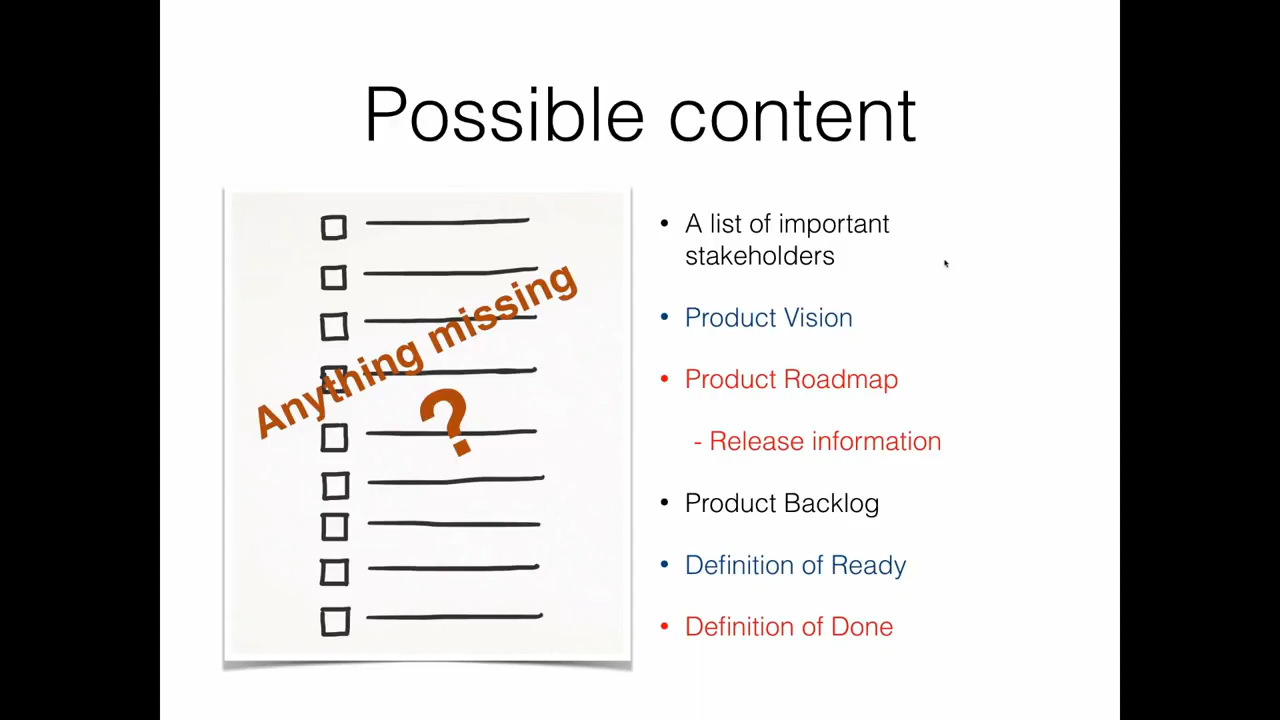 Possible content
Anything missing
?
• A list of important
stakeholders
• Product Vision
• Product Roadmap
- Release information
• Product Backlog
• Definition of Ready
• Definition of Done